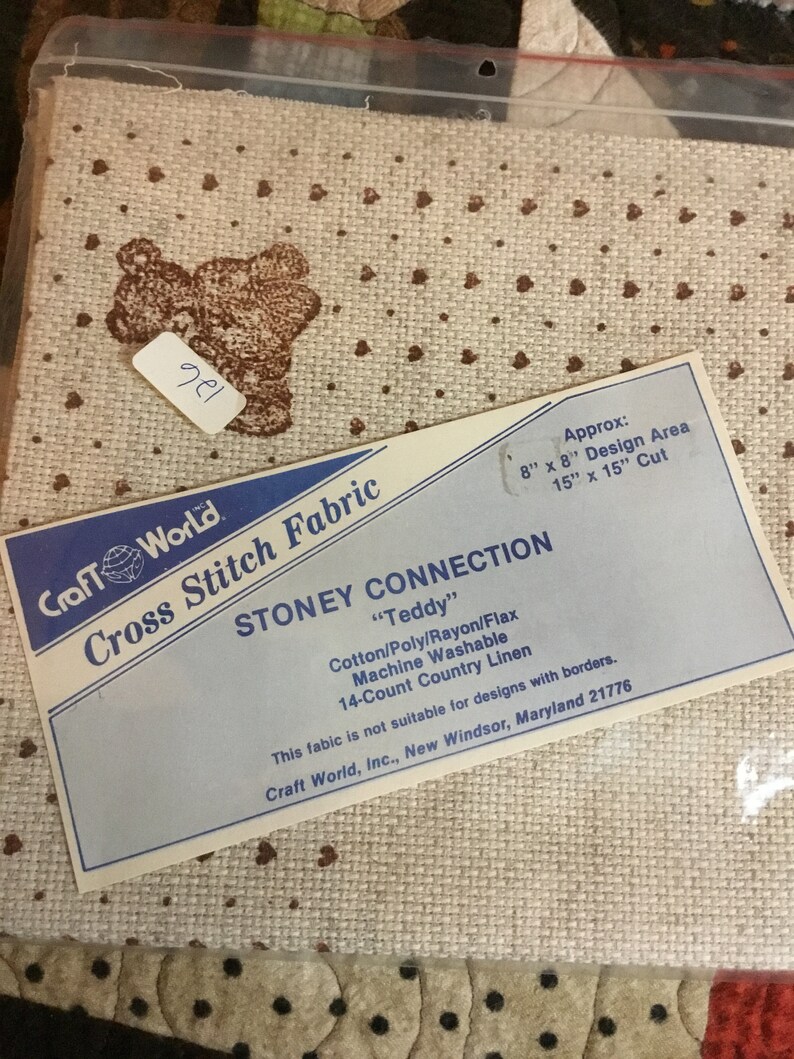 Craft World INC.
Cross Stitch Fabric
Approx:
8" x 8" Design Area
15" x 15" Cut
STONEY CONNECTION
"Teddy"
Cotton/Poly/Rayon/Flax
Machine Washable
14-Count Country Linen
This fabic is not suitable for designs with borders.
Craft World, Inc., New Windsor, Maryland 21776